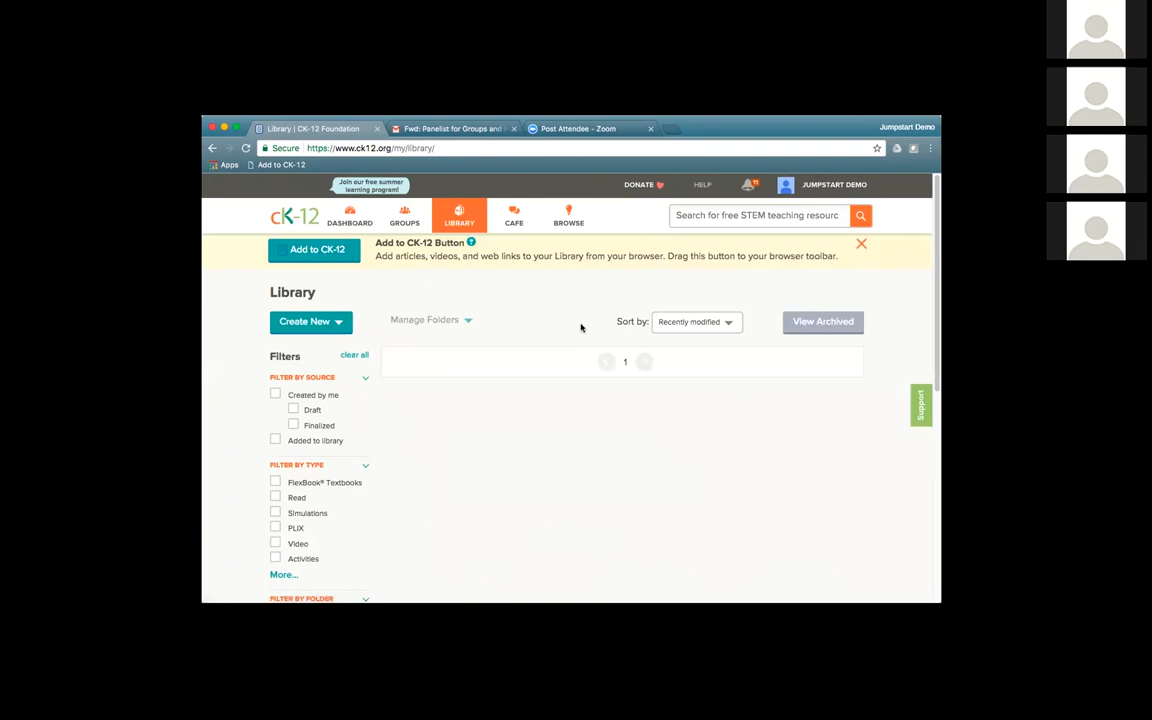 Library | CK-12 Foundation
Fwd: Panelist for Groups and
Post Attendee - Zoom
Jumpstart Demo
Secure
https://www.ck12.org/my/library/
Apps
Add to CK-12
Join our free summer
learning program!
DONATE
HELP
11
JUMPSTART DEMO
cK-12
DASHBOARD
GROUPS
LIBRARY
CAFE
BROWSE
Search for free STEM teaching resourc
Add to CK-12
Add to CK-12 Button ?
Add articles, videos, and web links to your Library from your browser. Drag this button to your browser toolbar.
Library
Create New
Manage Folders
Sort by:
Recently modified
View Archived
Filters
clear all
1
FILTER BY SOURCE
Created by me
Draft
Finalized
Added to library
Support
FILTER BY TYPE
FlexBook® Textbooks
Read
Simulations
PLIX
Video
Activities
More...
FILTER BY FOLDER